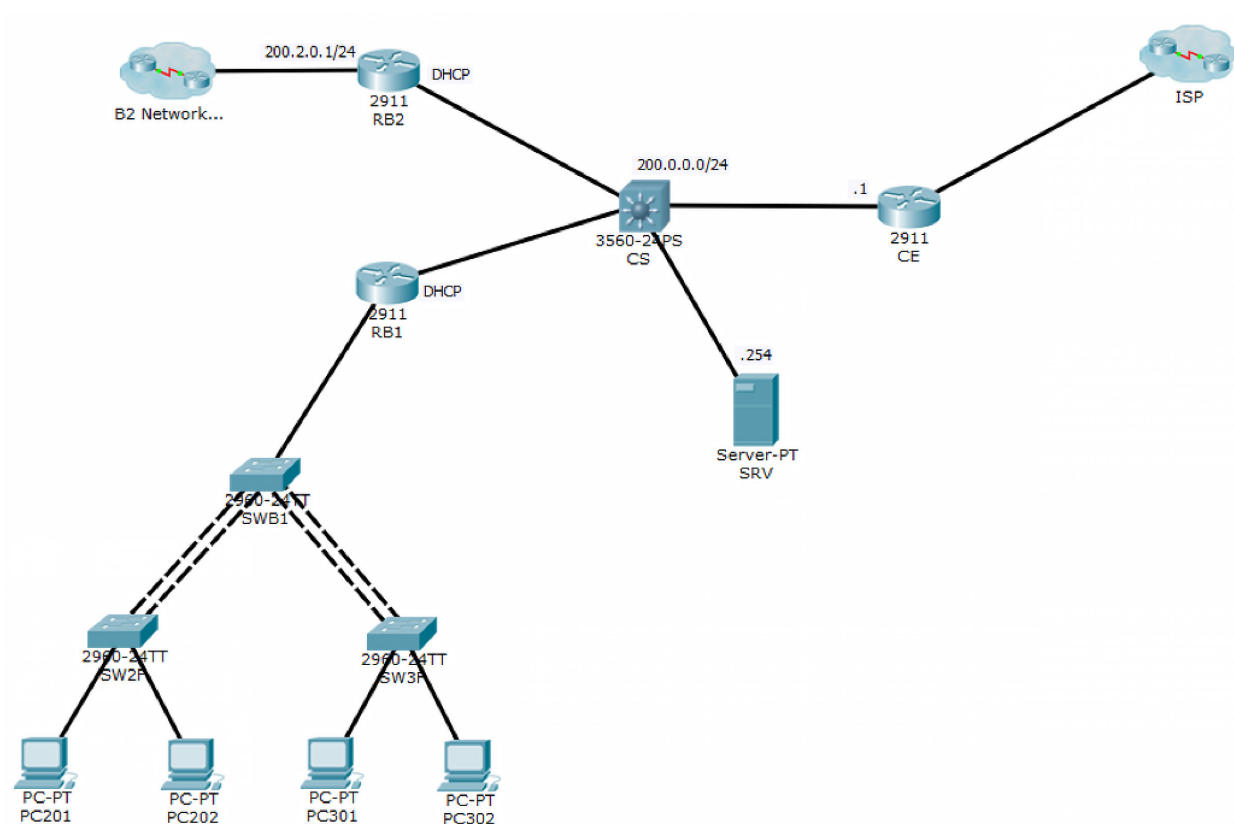 200.2.0.1/24
DHCP
B2 Network...
2911
RB2
ISP
200.0.0.0/24
.1
3560-24PS
CS
2911
CE
DHCP
2911
RB1
.254
Server-PT
SRV
2960-24TT
SWB1
2960-24TT
SW2F
2960-24TT
SW3F
PC-PT
PC201
PC-PT
PC202
PC-PT
PC301
PC-PT
PC302